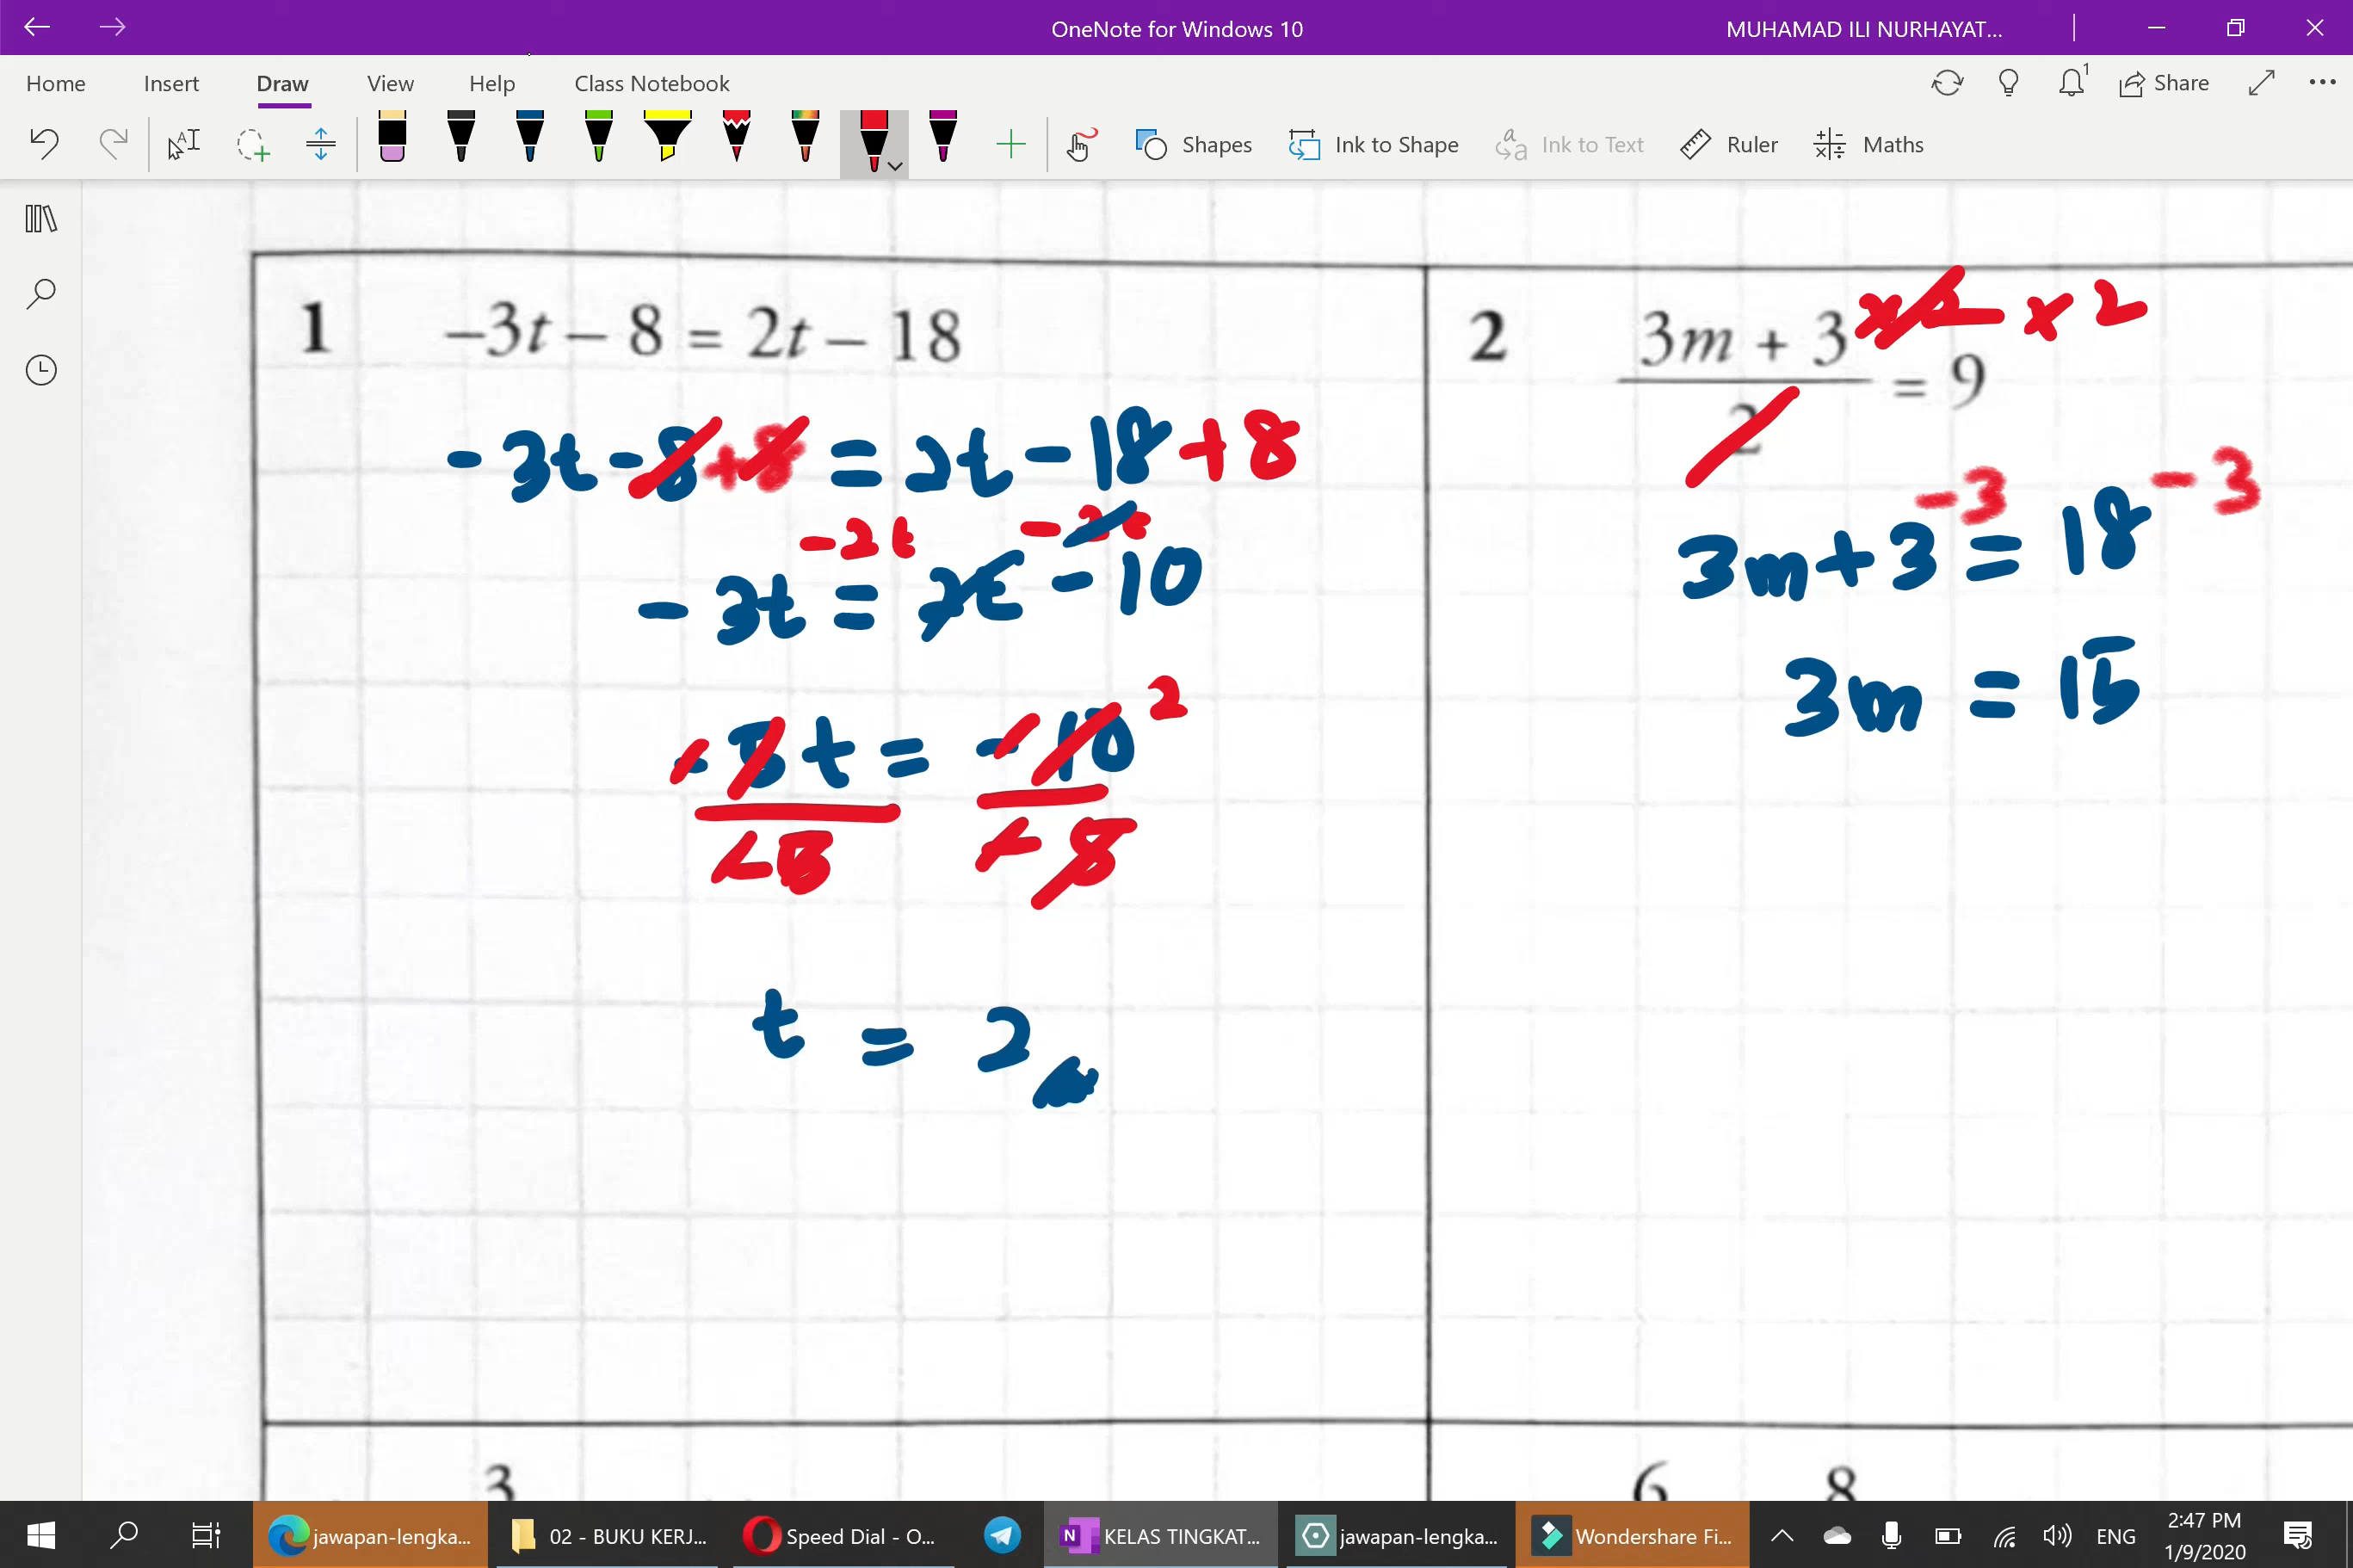 OneNote for Windows 10
MUHAMAD ILI NURHAYAT...
Home Insert Draw View Help Class Notebook
1 Share
Shapes Ink to Shape Ink to Text Ruler Maths
1 -3t - 8 = 2t - 18
-3t - 8 + 8 = 2t - 18 + 8
-2t -2t
-3t = 2t - 10
-5t = -10 2
-5 -5
t = 2
2 3m + 3 x2 x2
= 9
2
-3 -3
3m + 3 = 18
3m = 15
3
6 8
jawapan-lengka... 02 - BUKU KERJ... Speed Dial - O... KELAS TINGKAT... jawapan-lengka... Wondershare Fi... ENG 2:47 PM
1/9/2020